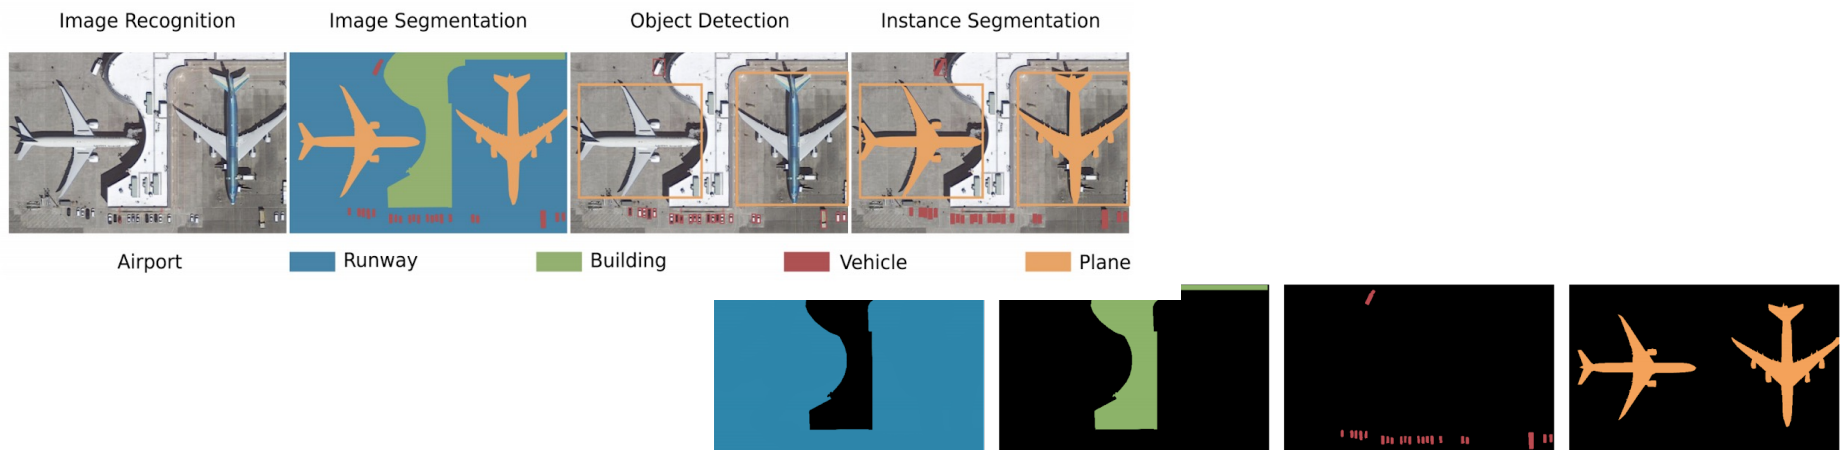 Image Recognition
Image Segmentation
Object Detection
Instance Segmentation
Airport
Runway
Building
Vehicle
Plane